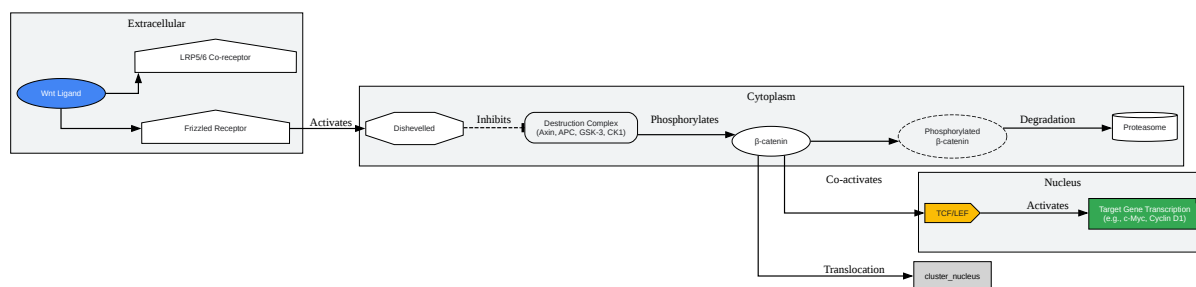 Extracellular
LRP5/6 Co-receptor
Wnt Ligand
Frizzled Receptor
Activates
Cytoplasm
Dishevelled
Inhibits
Destruction Complex
(Axin, APC, GSK-3, CK1)
Phosphorylates
β-catenin
Phosphorylated
β-catenin
Degradation
Proteasome
Co-activates
Nucleus
TCF/LEF
Activates
Target Gene Transcription
(e.g., c-Myc, Cyclin D1)
Translocation
cluster_nucleus